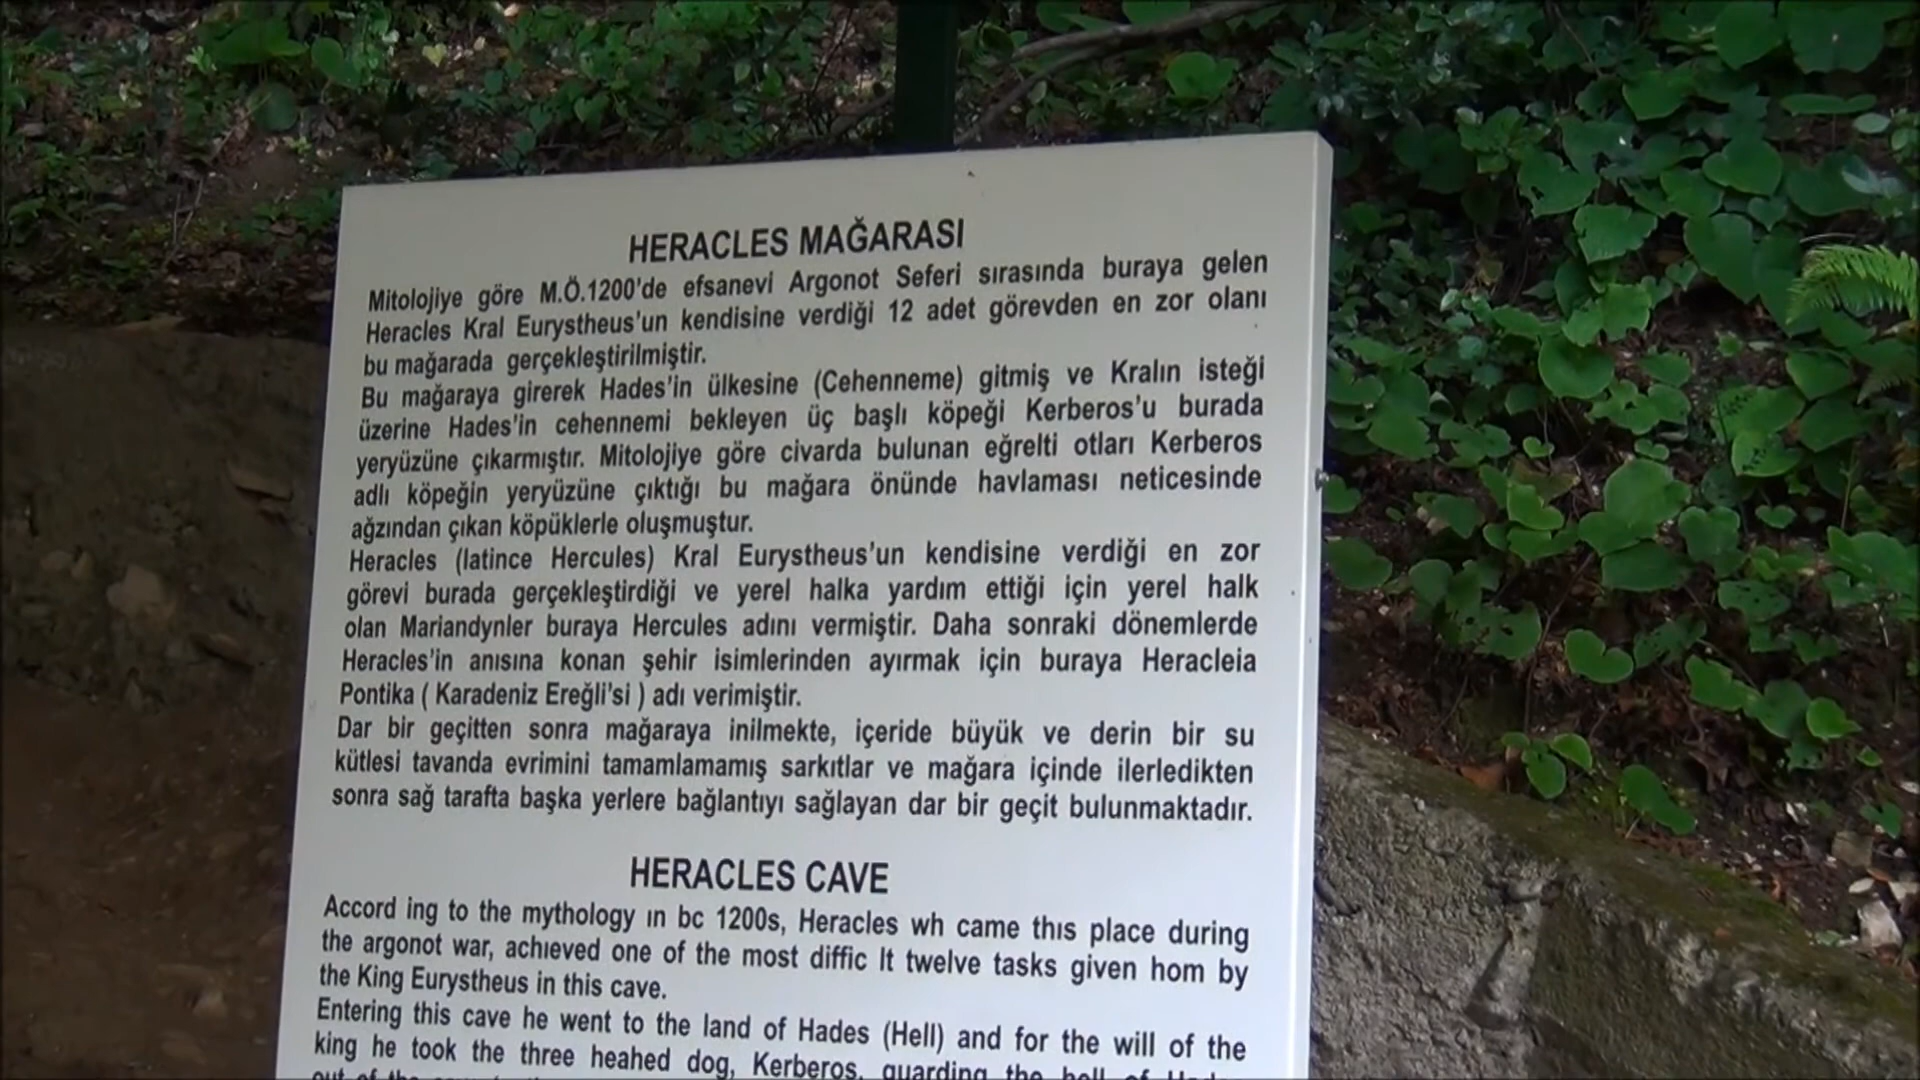 HERACLES MAĞARASI
Mitolojiye göre M.Ö.1200'de efsanevi Argonot Seferi sırasında buraya gelen
Heracles Kral Eurystheus'un kendisine verdiği 12 adet görevden en zor olanı
bu mağarada gerçekleştirilmiştir.
Bu mağaraya girerek Hades'in ülkesine (Cehenneme) gitmiş ve Kralın isteği
üzerine Hades'in cehennemi bekleyen üç başlı köpeği Kerberos'u burada
yeryüzüne çıkarmıştır. Mitolojiye göre civarda bulunan eğrelti otları Kerberos
adlı köpeğin yeryüzüne çıktığı bu mağara önünde havlaması neticesinde
ağzından çıkan köpüklerle oluşmuştur.
Heracles (latince Hercules) Kral Eurystheus'un kendisine verdiği en zor
görevi burada gerçekleştirdiği ve yerel halka yardım ettiği için yerel halk
olan Mariandynler buraya Hercules adını vermiştir. Daha sonraki dönemlerde
Heracles'in anısına konan şehir isimlerinden ayırmak için buraya Heracleia
Pontika ( Karadeniz Ereğli'si ) adı verimiştir.
Dar bir geçitten sonra mağaraya inilmekte, içeride büyük ve derin bir su
kütlesi tavanda evrimini tamamlamamış sarkıtlar ve mağara içinde ilerledikten
sonra sağ tarafta başka yerlere bağlantıyı sağlayan dar bir geçit bulunmaktadır.
HERACLES CAVE
Accord ing to the mythology ın bc 1200s, Heracles wh came thıs place during
the argonot war, achıeved one of the most diffic lt twelve tasks given hom by
the King Eurystheus in this cave.
Entering this cave he went to the land of Hades (Hell) and for the will of the
king he took the three heahed dog, Kerberos, guarding the hell of Hades
out of the